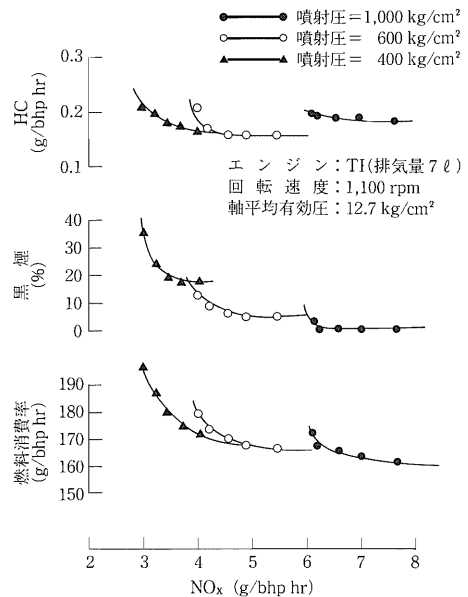 噴射圧＝1,000 kg/cm²
噴射圧＝ 600 kg/cm²
噴射圧＝ 400 kg/cm²
HC
(g/bhp hr)
0.3
0.2
0.1
エンジン：TI(排気量7ℓ)
回転速度：1,100 rpm
軸平均有効圧：12.7 kg/cm²
黒煙
(%)
40
30
20
10
0
燃料消費率
(g/bhp hr)
190
180
170
160
150
2 3 4 5 6 7 8
NOx (g/bhp hr)